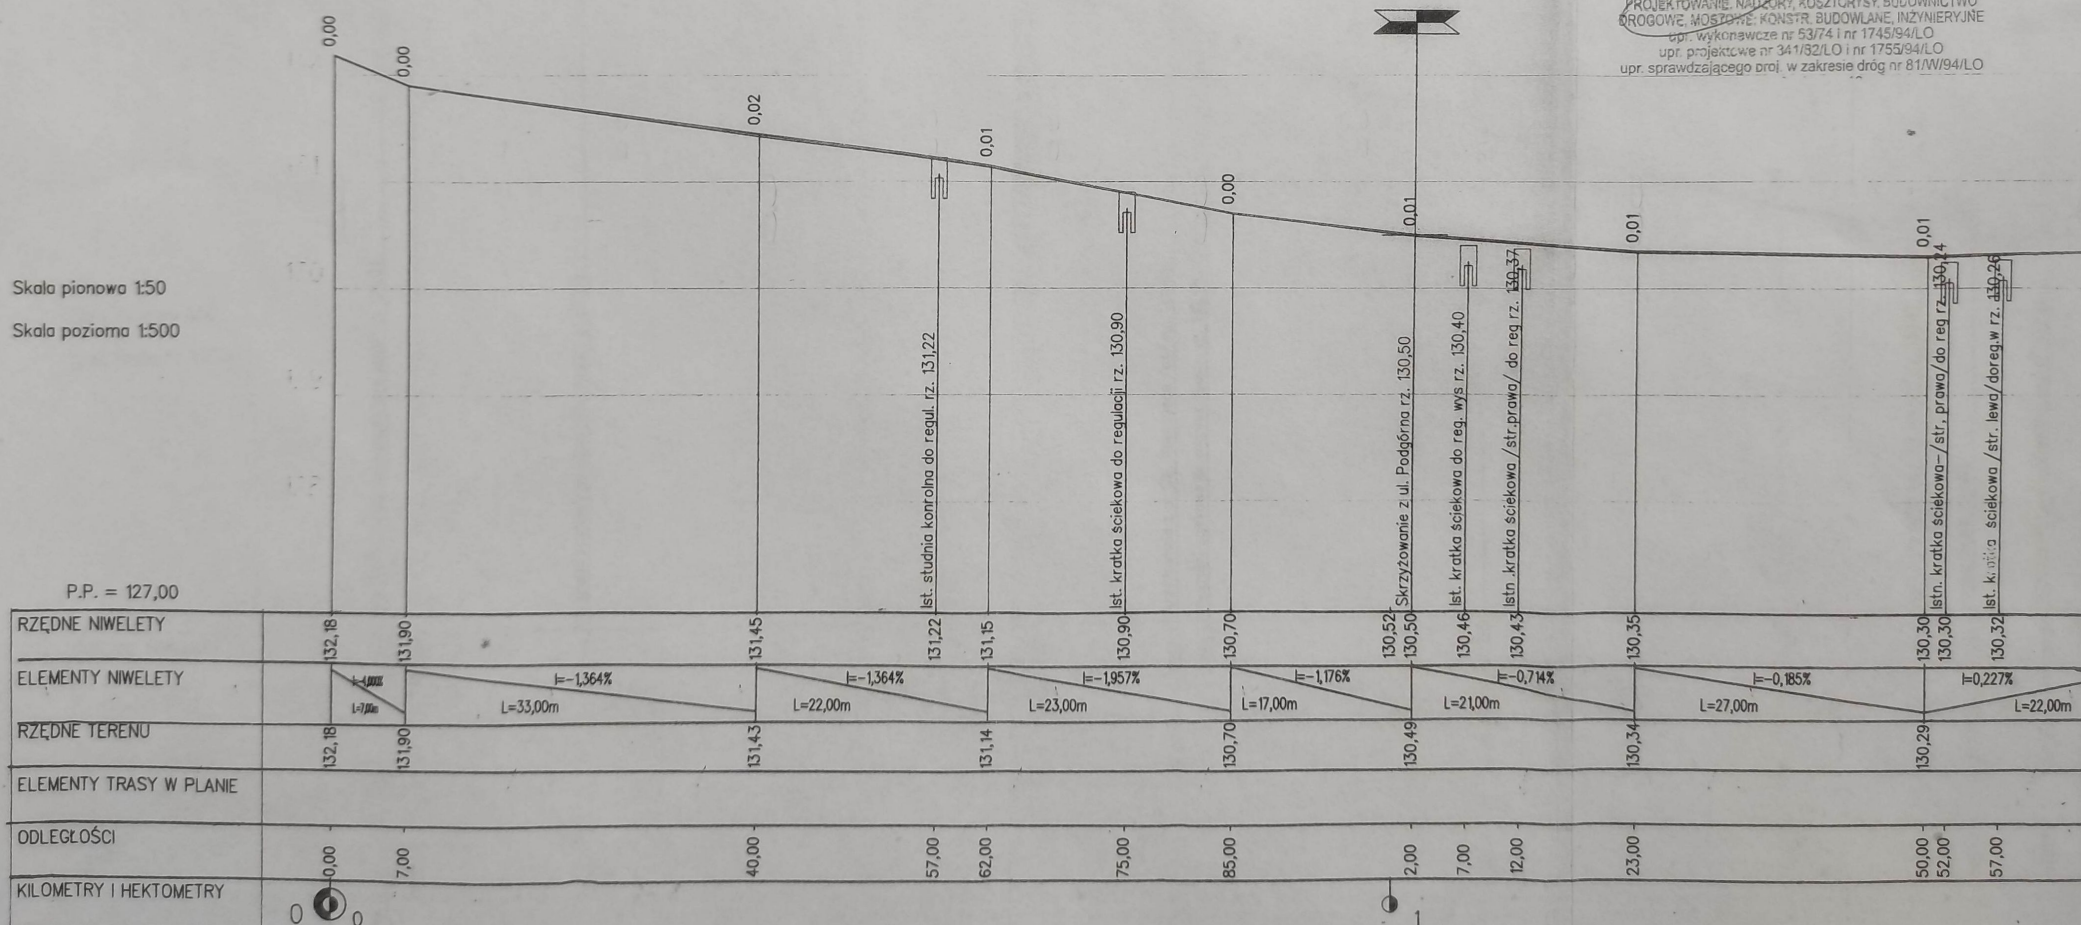 PROJEKTOWANIE, NADZORY, KOSZTORYSY, BUDOWNICTWO
DROGOWE, MOSTOWE: KONSTR. BUDOWLANE, INŻYNIERYJNE
upr. wykonawcze nr 53/74 i nr 1745/94/LO
upr. projektowe nr 341/82/LO i nr 1755/94/LO
upr. sprawdzającego proj. w zakresie dróg nr 81/W/94/LO
0,00
0,00
0,02
0,01
0,00
0,01
0,01
0,01
Skala pionowa 1:50
Skala pozioma 1:500
Ist. studnia konrolna do regul. rz. 131,22
Ist. kratka ściekowa do regulacji rz. 130,90
Skrzyżowanie z ul. Podgórna rz. 130,50
Ist. kratka ściekowa do reg. wys rz. 130,40
Istn .kratka ściekowa /str.prawa/ do reg rz. 130,37
Istn. kratka ściekowa-/str, prawa/do reg rz. 130,24
Ist. kratka ściekowa /str. lewa/doreg.w rz. 130,26
P.P. = 127,00
RZĘDNE NIWELETY
132,18 131,90 131,45 131,22 131,15 130,90 130,70 130,52 130,50 130,46 130,43 130,35 130,30 130,30 130,32
ELEMENTY NIWELETY
I=-1,364% I=-1,364% I=-1,957% I=-1,176% I=-0,714% I=-0,185% I=0,227%
L=7,00m L=33,00m L=22,00m L=23,00m L=17,00m L=21,00m L=27,00m L=22,00m
RZĘDNE TERENU
132,18 131,90 131,43 131,14 130,70 130,49 130,34 130,29
ELEMENTY TRASY W PLANIE
ODLEGŁOŚCI
0,00 7,00 40,00 57,00 62,00 75,00 85,00 2,00 7,00 12,00 23,00 50,00 52,00 57,00
KILOMETRY I HEKTOMETRY
0 0 1